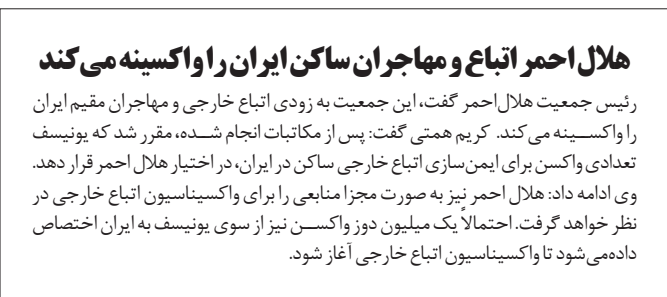 هلال احمر اتباع و مهاجران ساکن ایران را واکسینه می‌کند
رئیس جمعیت هلال‌احمر گفت، این جمعیت به زودی اتباع خارجی و مهاجران مقیم ایران
را واکسـینه می‌کند. کریم همتی گفت: پس از مکاتبات انجام شـده، مقرر شد که یونیسف
تعدادی واکسن برای ایمن‌سازی اتباع خارجی ساکن در ایران، در اختیار هلال احمر قرار دهد.
وی ادامه داد: هلال احمر نیز به صورت مجزا منابعی را برای واکسیناسیون اتباع خارجی در
نظر خواهد گرفت. احتمالاً یک میلیون دوز واکسـن نیز از سوی یونیسف به ایران اختصاص
داده‌می‌شود تا واکسیناسیون اتباع خارجی آغاز شود.